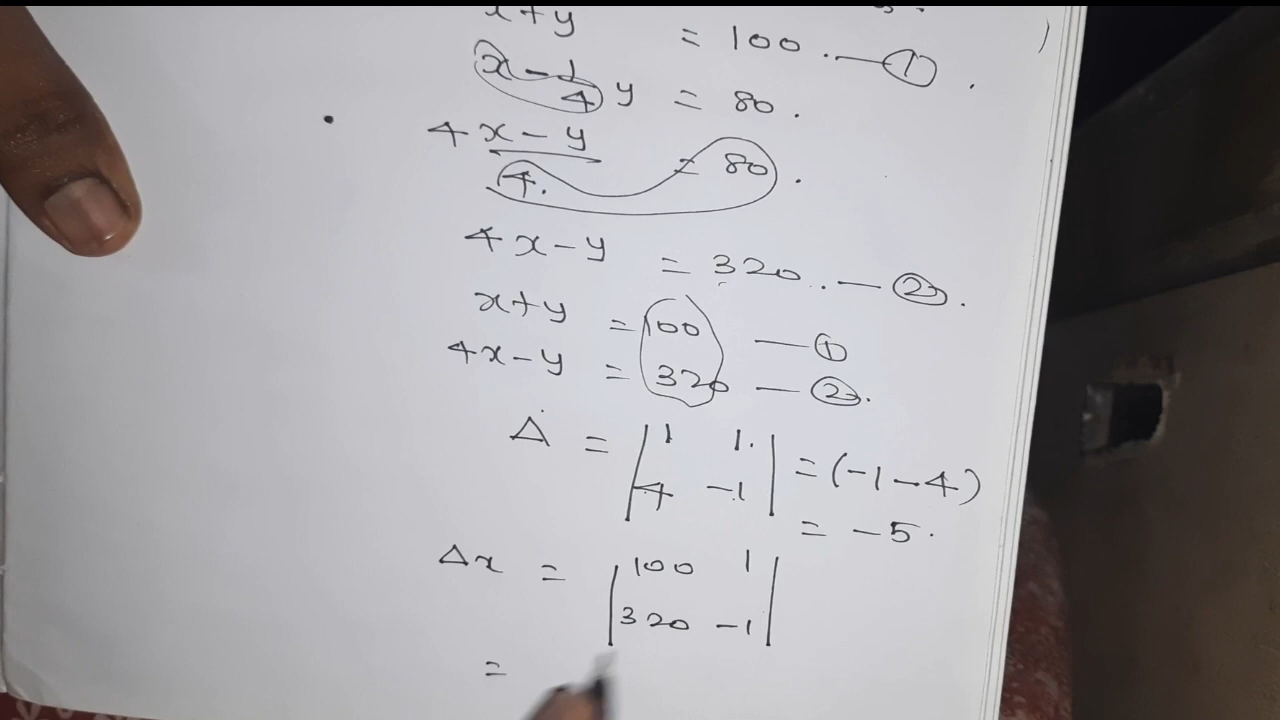 x+y = 100. — ①
x - 1/4 y = 80.
4x - y / 4. = 80.
4x - y = 320.. — ②.
x+y = 100 — ①
4x - y = 320 — ②.
Δ = | 1 1. | = (-1-4)
| 4 -1 |
= -5.
Δx = | 100 1 |
| 320 -1 |
=